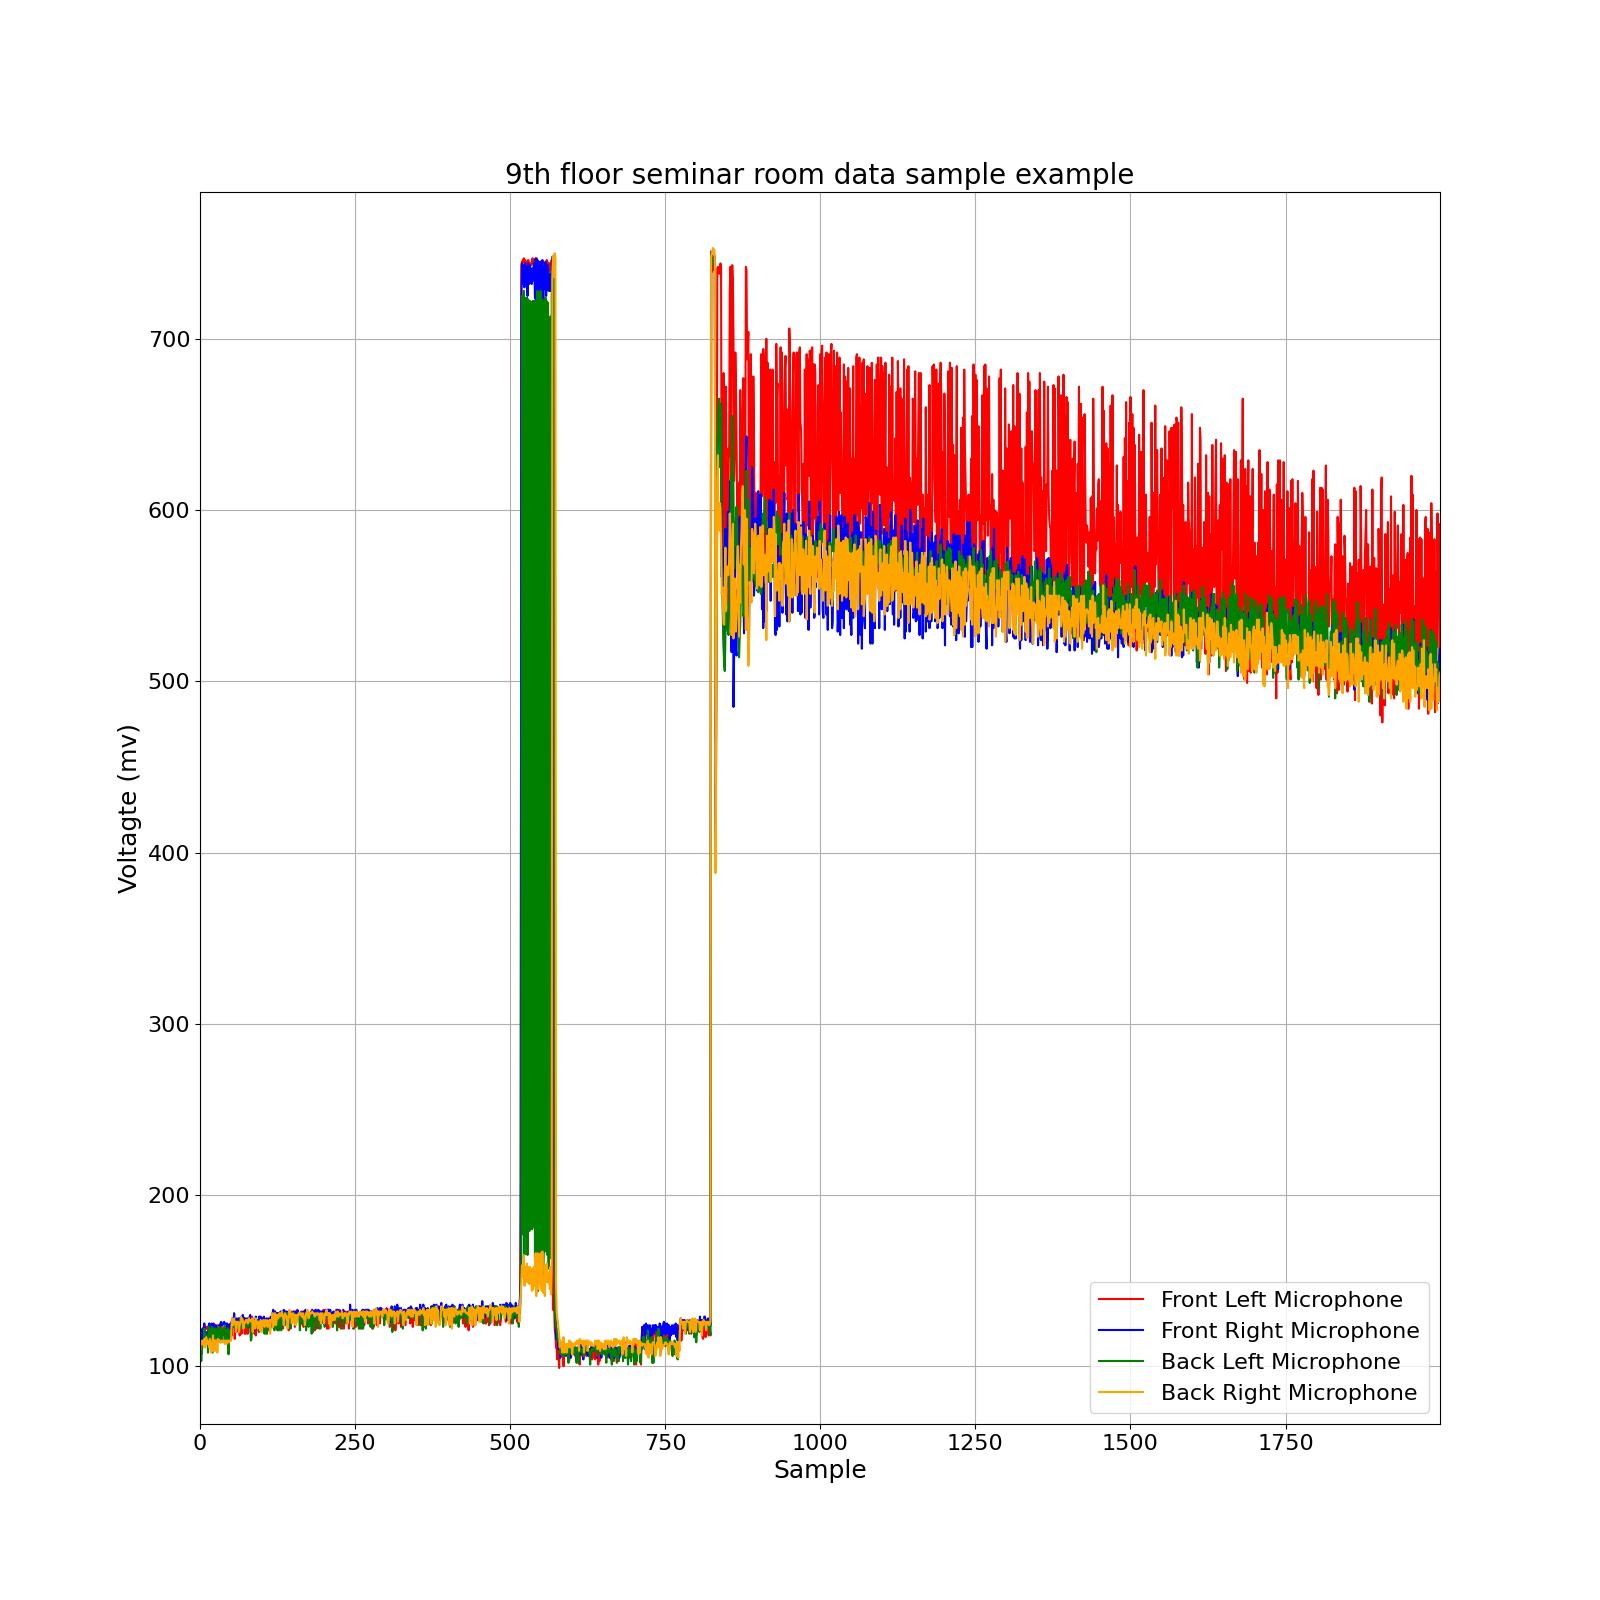 9th floor seminar room data sample example
700
600
500
400
300
200
100
Voltagte (mv)
0 250 500 750 1000 1250 1500 1750
Sample
Front Left Microphone
Front Right Microphone
Back Left Microphone
Back Right Microphone